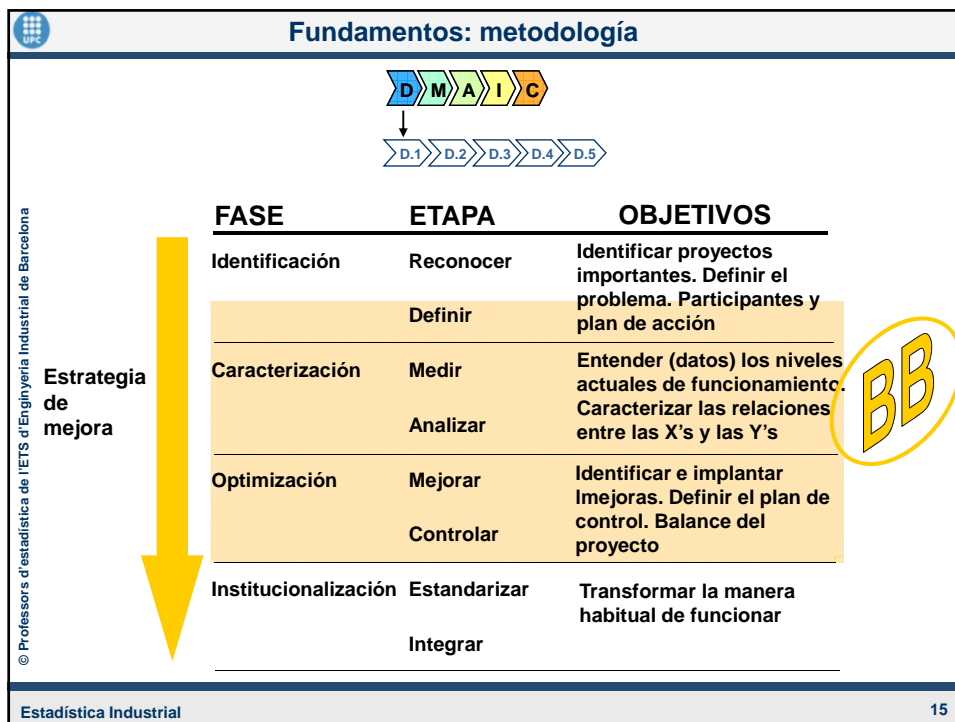 UPC
Fundamentos: metodología
D M A I C
D.1 D.2 D.3 D.4 D.5
FASE ETAPA OBJETIVOS
Identificación Reconocer
Identificar proyectos
importantes. Definir el
problema. Participantes y
plan de acción
Definir
Caracterización Medir
Entender (datos) los niveles
actuales de funcionamiento.
Caracterizar las relaciones
entre las X's y las Y's
Analizar
Optimización Mejorar
Identificar e implantar
lmejoras. Definir el plan de
control. Balance del
proyecto
Controlar
Institucionalización Estandarizar
Transformar la manera
habitual de funcionar
Integrar
Estrategia
de
mejora
BB
© Professors d'estadística de l'ETS d'Enginyeria Industrial de Barcelona
Estadística Industrial 15